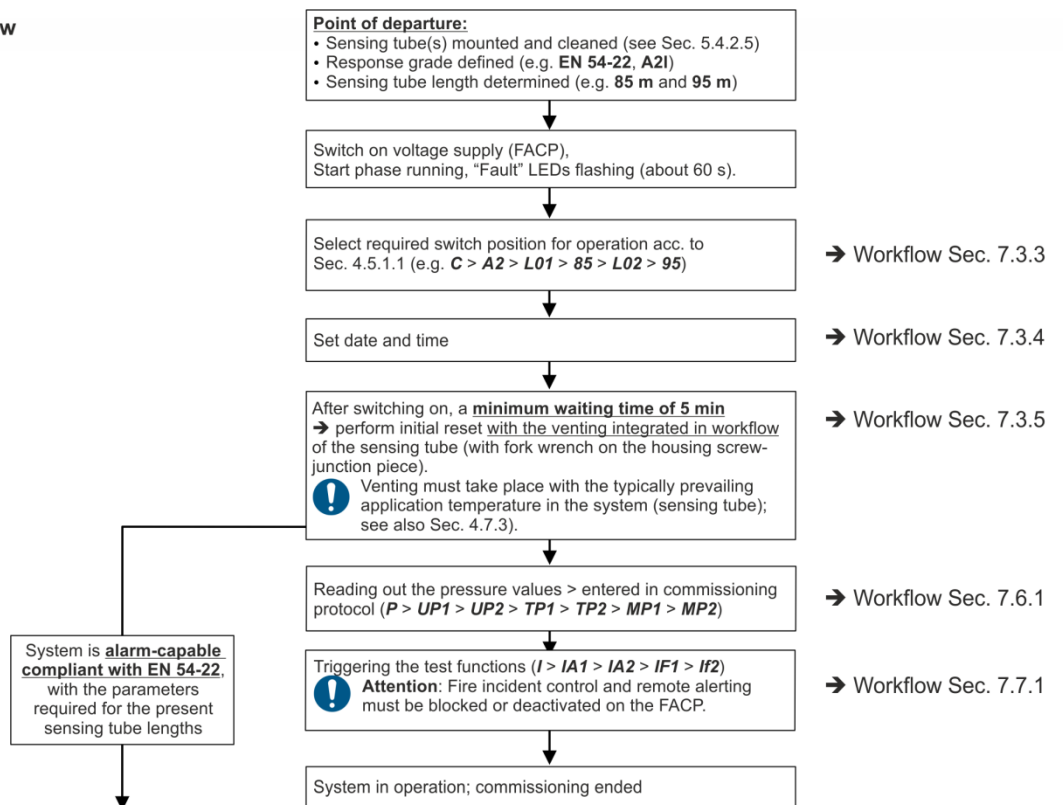 w
Point of departure:
• Sensing tube(s) mounted and cleaned (see Sec. 5.4.2.5)
• Response grade defined (e.g. EN 54-22, A2I)
• Sensing tube length determined (e.g. 85 m and 95 m)
Switch on voltage supply (FACP),
Start phase running, “Fault” LEDs flashing (about 60 s).
Select required switch position for operation acc. to
Sec. 4.5.1.1 (e.g. C > A2 > L01 > 85 > L02 > 95)
➔ Workflow Sec. 7.3.3
Set date and time
➔ Workflow Sec. 7.3.4
After switching on, a minimum waiting time of 5 min
➔ perform initial reset with the venting integrated in workflow
of the sensing tube (with fork wrench on the housing screw-
junction piece).
Venting must take place with the typically prevailing
application temperature in the system (sensing tube);
see also Sec. 4.7.3).
➔ Workflow Sec. 7.3.5
Reading out the pressure values > entered in commissioning
protocol (P > UP1 > UP2 > TP1 > TP2 > MP1 > MP2)
➔ Workflow Sec. 7.6.1
System is alarm-capable
compliant with EN 54-22,
with the parameters
required for the present
sensing tube lengths
Triggering the test functions (I > IA1 > IA2 > IF1 > If2)
Attention: Fire incident control and remote alerting
must be blocked or deactivated on the FACP.
➔ Workflow Sec. 7.7.1
System in operation; commissioning ended